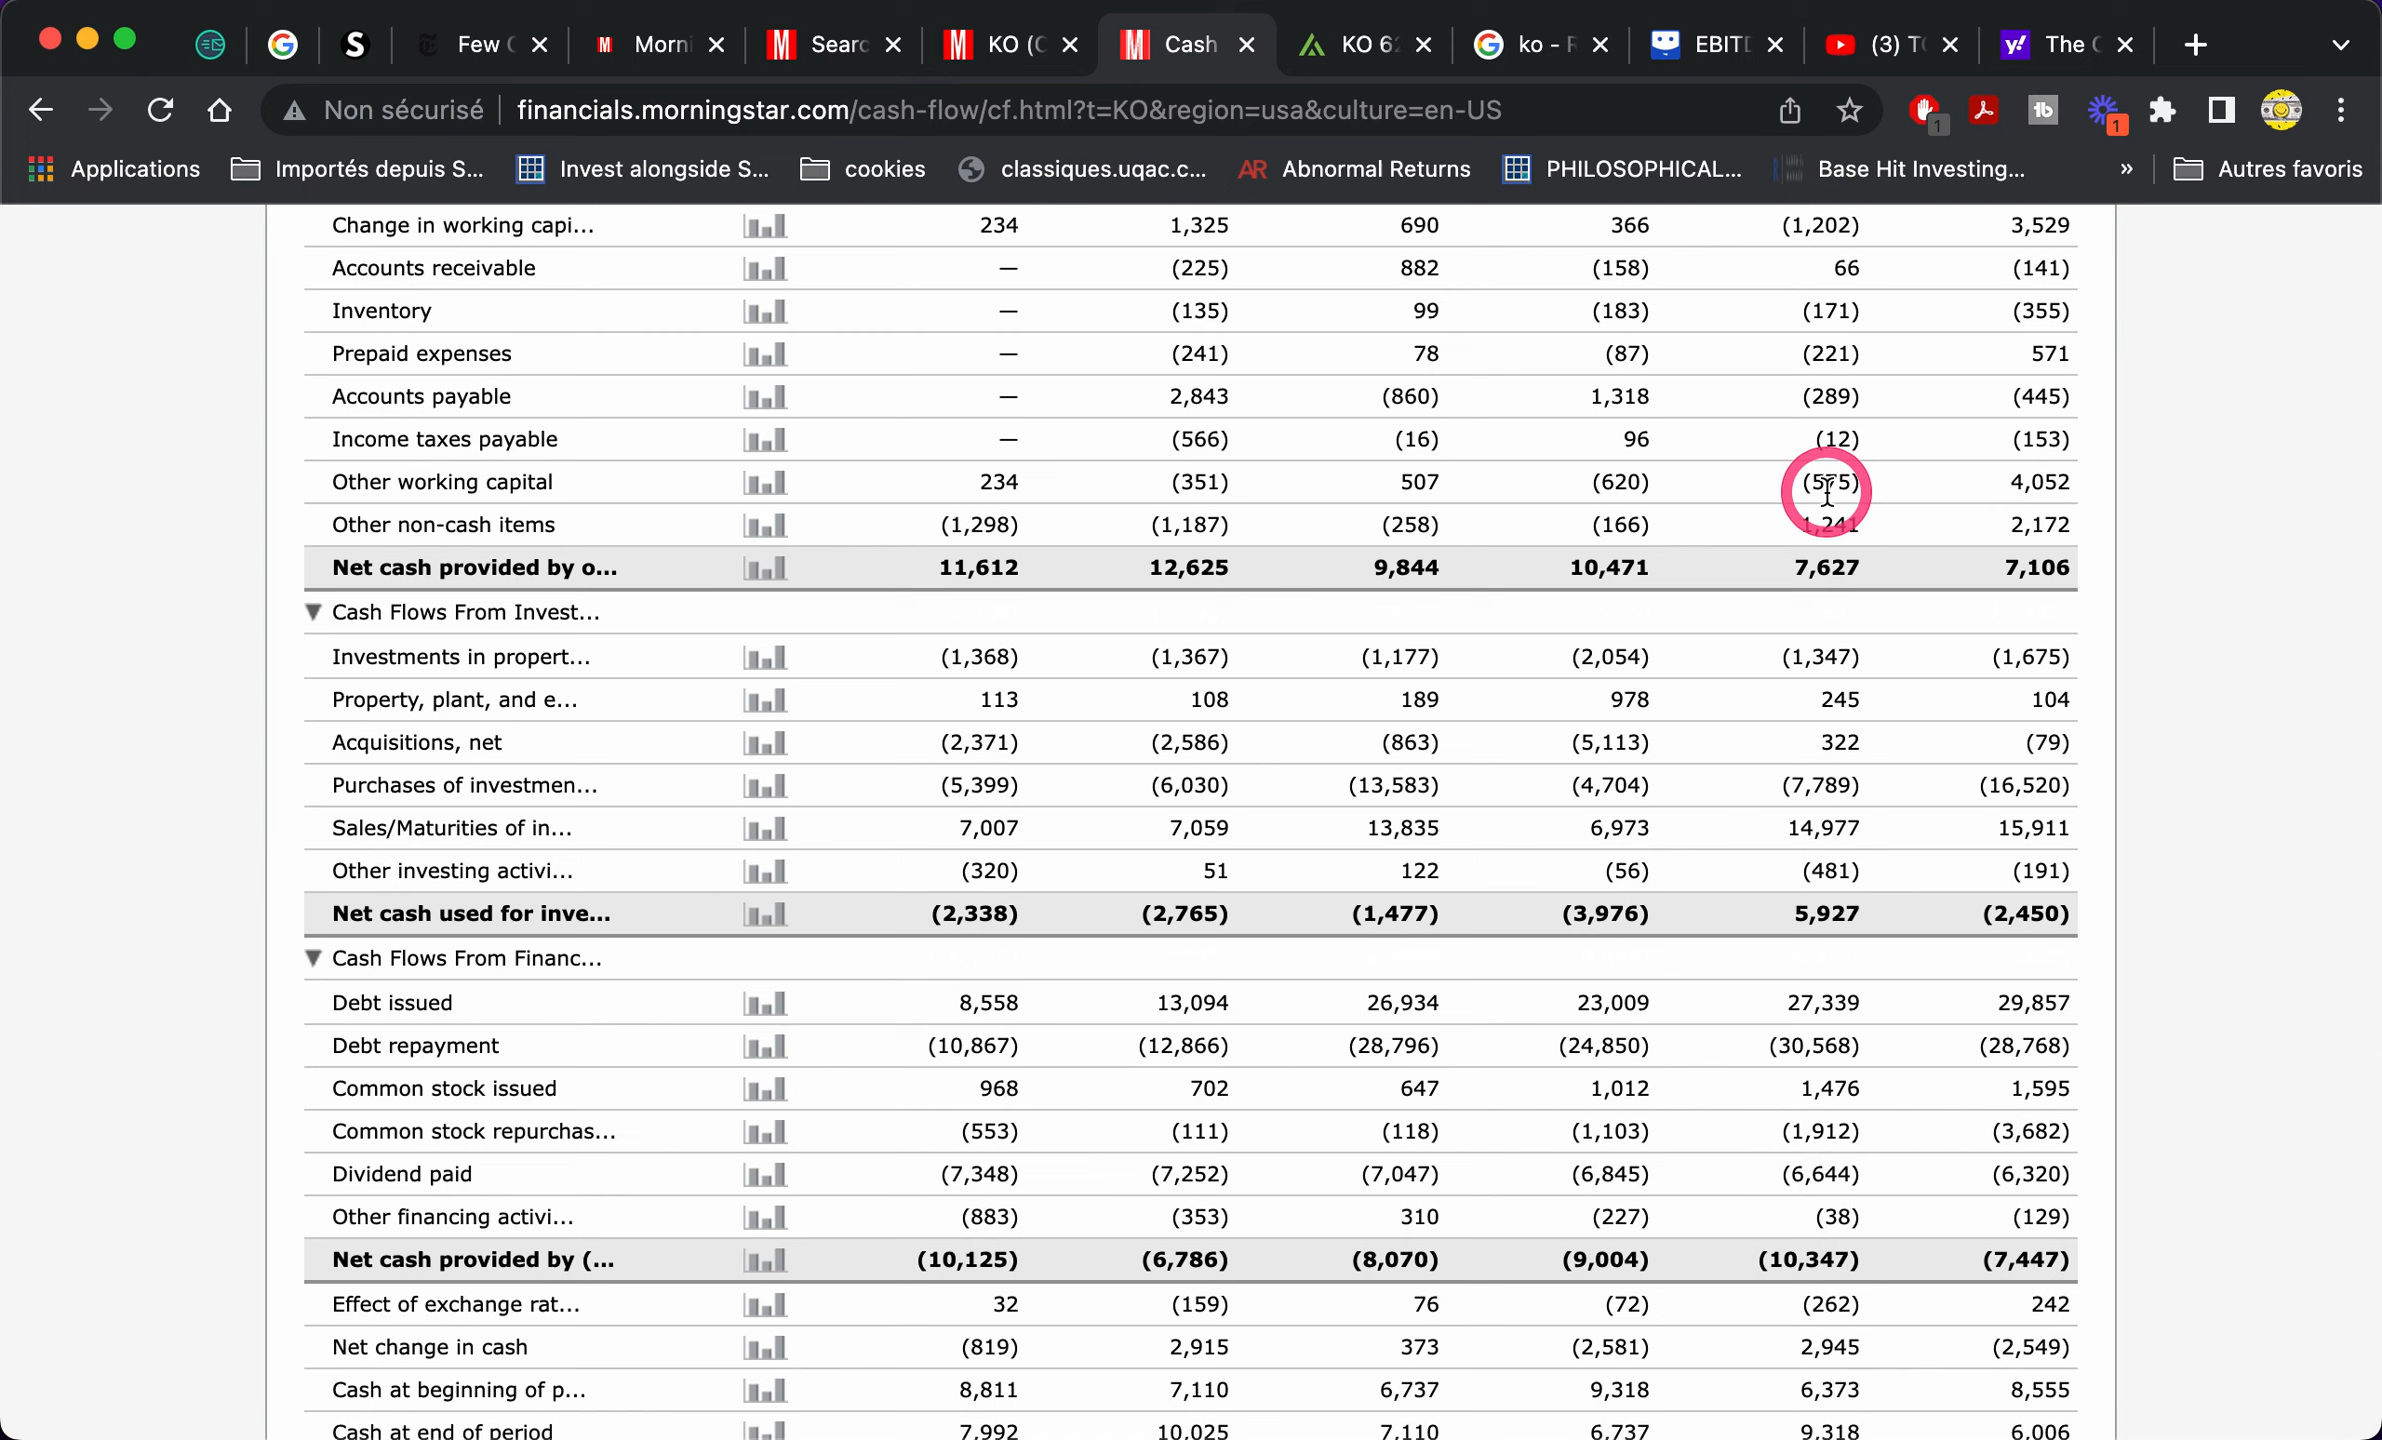 Few
Morni
Searc
KO (C
Cash
KO 6
ko - F
EBIT
(3) T
The
Non sécurisé financials.morningstar.com/cash-flow/cf.html?t=KO&region=usa&culture=en-US
1 1
Applications Importés depuis S... Invest alongside S... cookies classiques.uqac.c... AR Abnormal Returns PHILOSOPHICAL... Base Hit Investing... » Autres favoris
Change in working capi... 234 1,325 690 366 (1,202) 3,529
Accounts receivable — (225) 882 (158) 66 (141)
Inventory — (135) 99 (183) (171) (355)
Prepaid expenses — (241) 78 (87) (221) 571
Accounts payable — 2,843 (860) 1,318 (289) (445)
Income taxes payable — (566) (16) 96 (12) (153)
Other working capital 234 (351) 507 (620) (575) 4,052
Other non-cash items (1,298) (1,187) (258) (166) 1,241 2,172
Net cash provided by o... 11,612 12,625 9,844 10,471 7,627 7,106
Cash Flows From Invest...
Investments in propert... (1,368) (1,367) (1,177) (2,054) (1,347) (1,675)
Property, plant, and e... 113 108 189 978 245 104
Acquisitions, net (2,371) (2,586) (863) (5,113) 322 (79)
Purchases of investmen... (5,399) (6,030) (13,583) (4,704) (7,789) (16,520)
Sales/Maturities of in... 7,007 7,059 13,835 6,973 14,977 15,911
Other investing activi... (320) 51 122 (56) (481) (191)
Net cash used for inve... (2,338) (2,765) (1,477) (3,976) 5,927 (2,450)
Cash Flows From Financ...
Debt issued 8,558 13,094 26,934 23,009 27,339 29,857
Debt repayment (10,867) (12,866) (28,796) (24,850) (30,568) (28,768)
Common stock issued 968 702 647 1,012 1,476 1,595
Common stock repurchas... (553) (111) (118) (1,103) (1,912) (3,682)
Dividend paid (7,348) (7,252) (7,047) (6,845) (6,644) (6,320)
Other financing activi... (883) (353) 310 (227) (38) (129)
Net cash provided by (... (10,125) (6,786) (8,070) (9,004) (10,347) (7,447)
Effect of exchange rat... 32 (159) 76 (72) (262) 242
Net change in cash (819) 2,915 373 (2,581) 2,945 (2,549)
Cash at beginning of p... 8,811 7,110 6,737 9,318 6,373 8,555
Cash at end of period 7,992 10,025 7,110 6,737 9,318 6,006